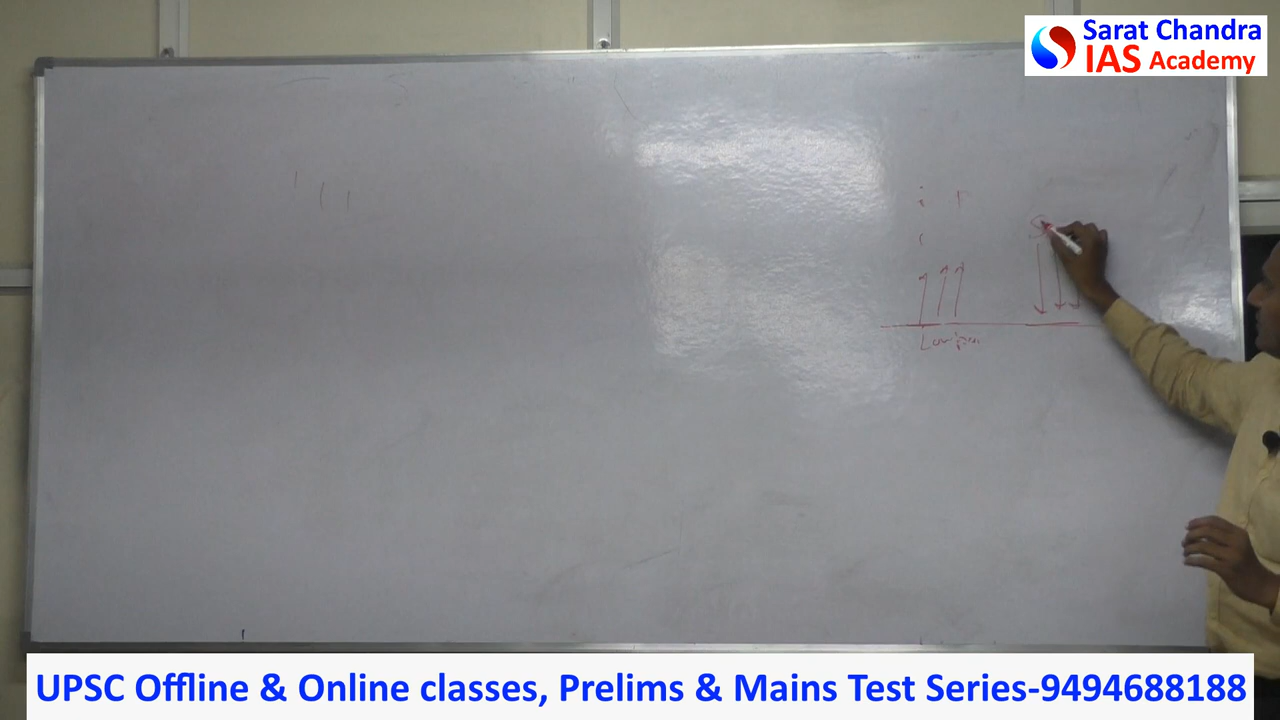 Sarat Chandra
IAS Academy
UPSC Offline & Online classes, Prelims & Mains Test Series-9494688188